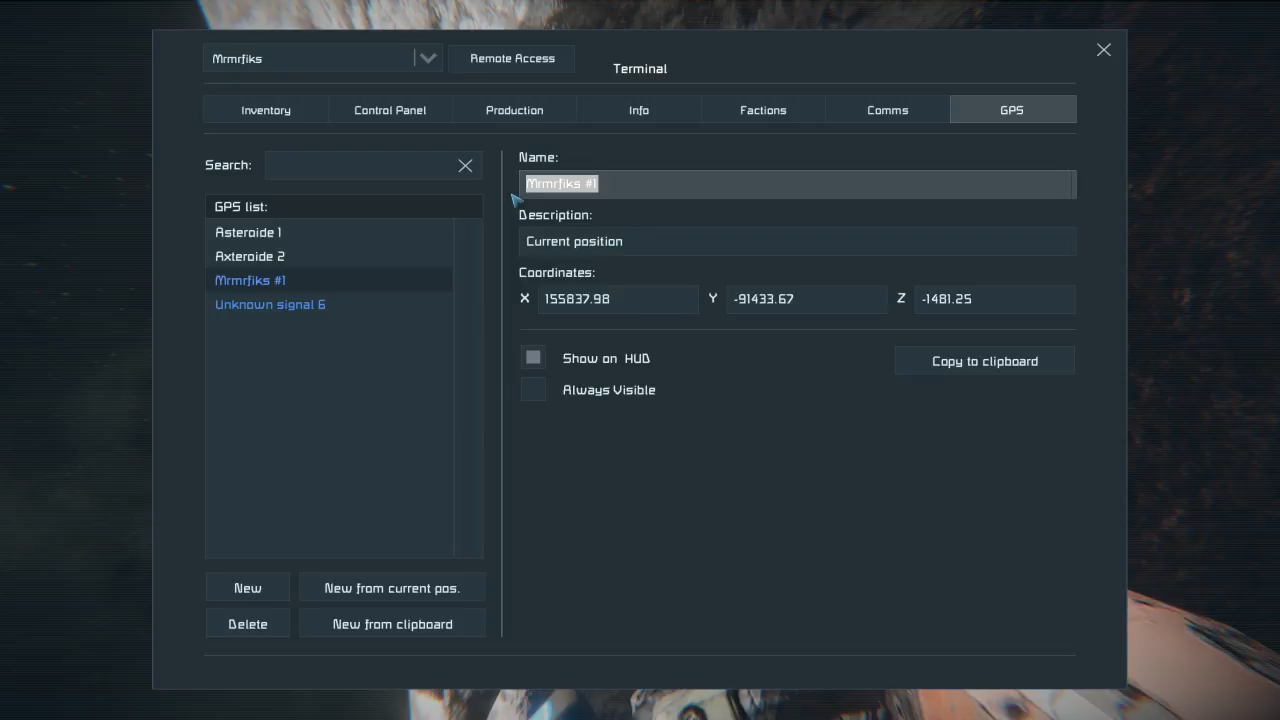 Mrmrfiks
Remote Access
Terminal
Inventory
Control Panel
Production
Info
Factions
Comms
GPS
Search:
GPS list:
Asteroide 1
Axteroide 2
Mrmrfiks #1
Unknown signal 6
New
New from current pos.
Delete
New from clipboard
Name:
Mrmrfiks #1
Description:
Current position
Coordinates:
X 155837.98 Y -91433.67 Z -1481.25
Show on HUD
Copy to clipboard
Always Visible